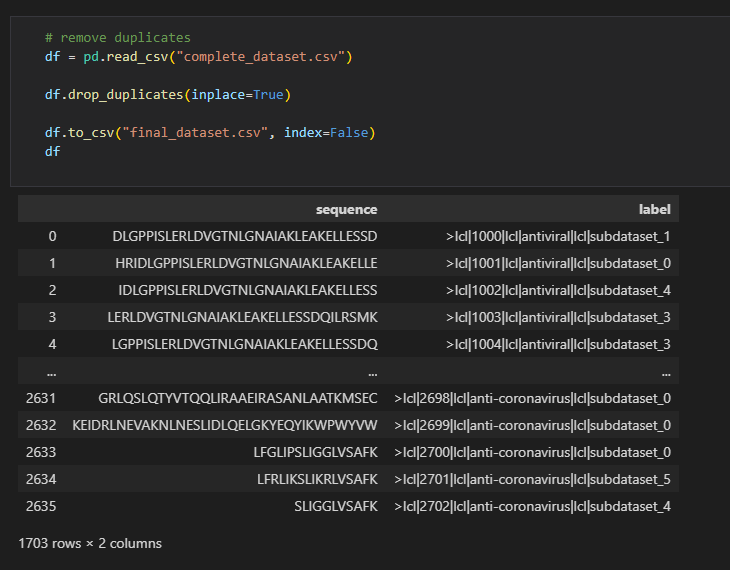 # remove duplicates
df = pd.read_csv("complete_dataset.csv")
df.drop_duplicates(inplace=True)
df.to_csv("final_dataset.csv", index=False)
df
sequence label
0 DLGPPISLERLDVGTNLGNAIAKLEAKELLESSD >lcl|1000|lcl|antiviral|lcl|subdataset_1
1 HRIDLGPPISLERLDVGTNLGNAIAKLEAKELLE >lcl|1001|lcl|antiviral|lcl|subdataset_0
2 IDLGPPISLERLDVGTNLGNAIAKLEAKELLESS >lcl|1002|lcl|antiviral|lcl|subdataset_4
3 LERLDVGTNLGNAIAKLEAKELLESSDQILRSMK >lcl|1003|lcl|antiviral|lcl|subdataset_3
4 LGPPISLERLDVGTNLGNAIAKLEAKELLESSDQ >lcl|1004|lcl|antiviral|lcl|subdataset_3
... ... ...
2631 GRLQSLQTYVTQQLIRAAEIRASANLAATKMSEC >lcl|2698|lcl|anti-coronavirus|lcl|subdataset_0
2632 KEIDRLNEVAKNLNESLIDLQELGKYEQYIKWPWYVW >lcl|2699|lcl|anti-coronavirus|lcl|subdataset_0
2633 LFGLIPSLIGGLVSAFK >lcl|2700|lcl|anti-coronavirus|lcl|subdataset_0
2634 LFRLIKSLIKRLVSAFK >lcl|2701|lcl|anti-coronavirus|lcl|subdataset_5
2635 SLIGGLVSAFK >lcl|2702|lcl|anti-coronavirus|lcl|subdataset_4
1703 rows × 2 columns